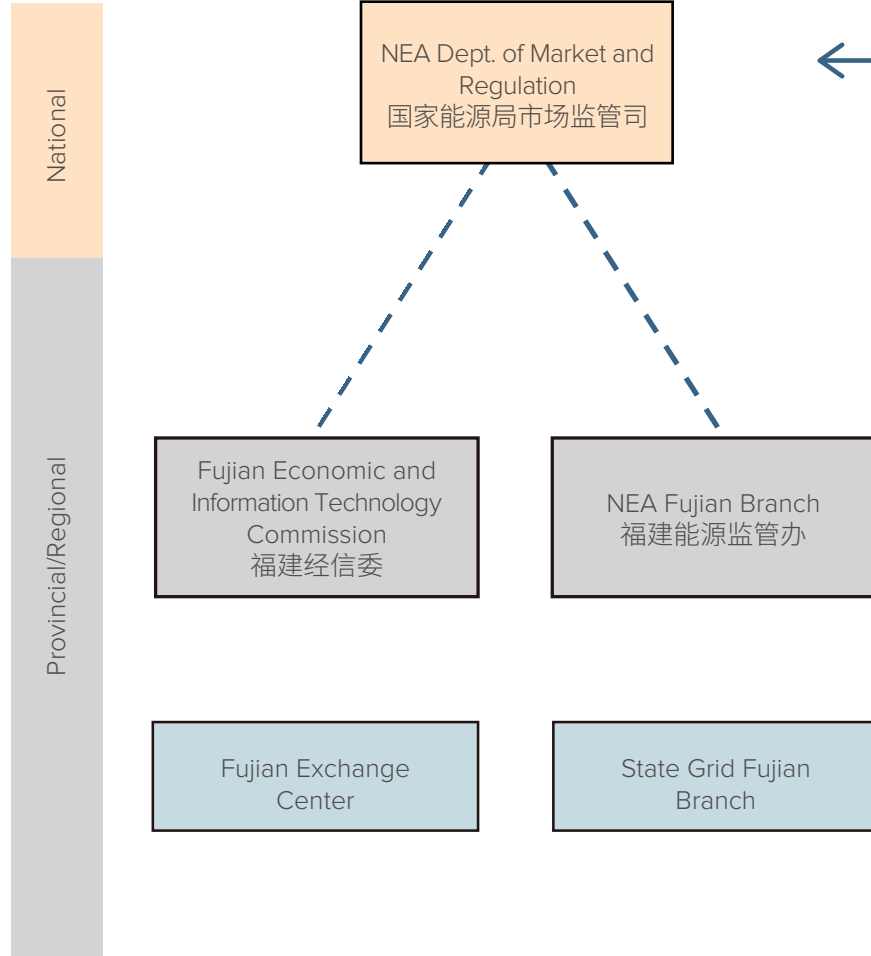 National
NEA Dept. of Market and
Regulation
国家能源局市场监管司
Provincial/Regional
Fujian Economic and
Information Technology
Commission
福建经信委
NEA Fujian Branch
福建能源监管办
Fujian Exchange
Center
State Grid Fujian
Branch